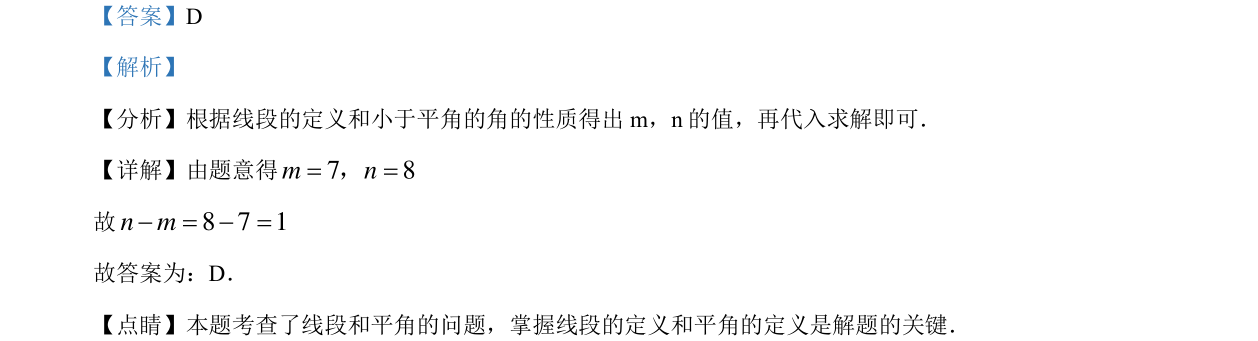 【答案】D
【解析】
【分析】根据线段的定义和小于平角的角的性质得出 m，n 的值，再代入求解即可．
【详解】由题意得 m = 7，n = 8
故 n − m = 8 − 7 = 1
故答案为：D．
【点睛】本题考查了线段和平角的问题，掌握线段的定义和平角的定义是解题的关键．